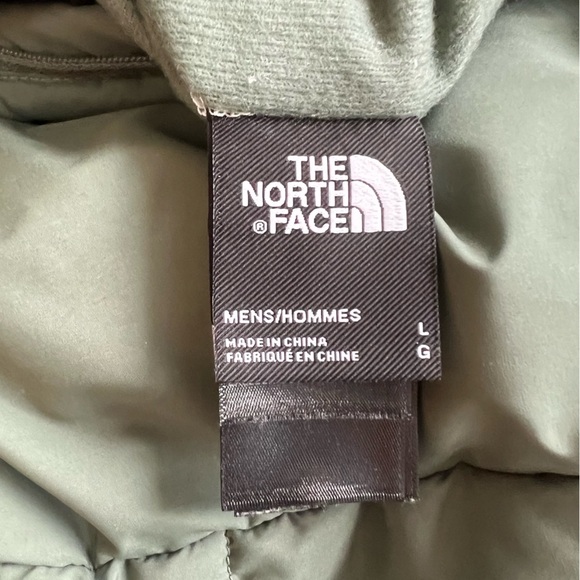 THE
NORTH
®FACE
MENS/HOMMES
MADE IN CHINA
FABRIQUÉ EN CHINE
L
G